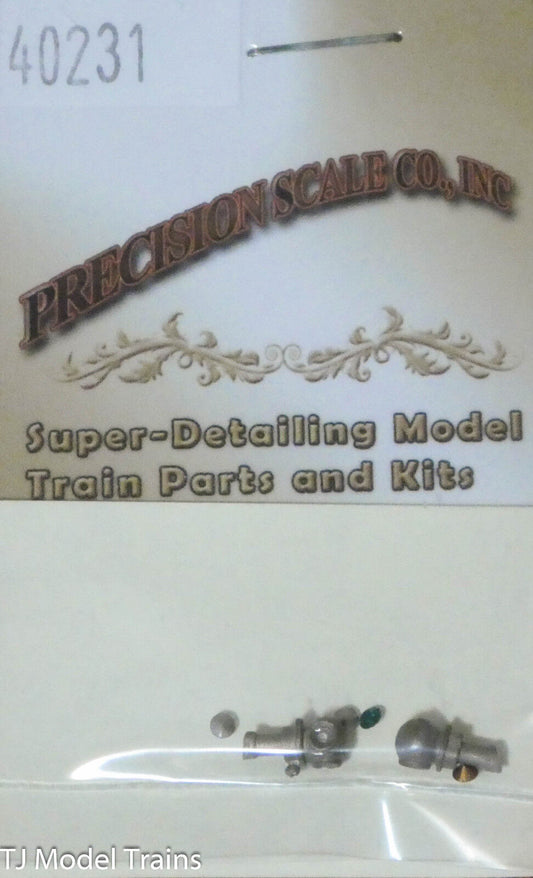 40231
PRECISION SCALE CO., INC
Super-Detailing Model
Train Parts and Kits
TJ Model Trains